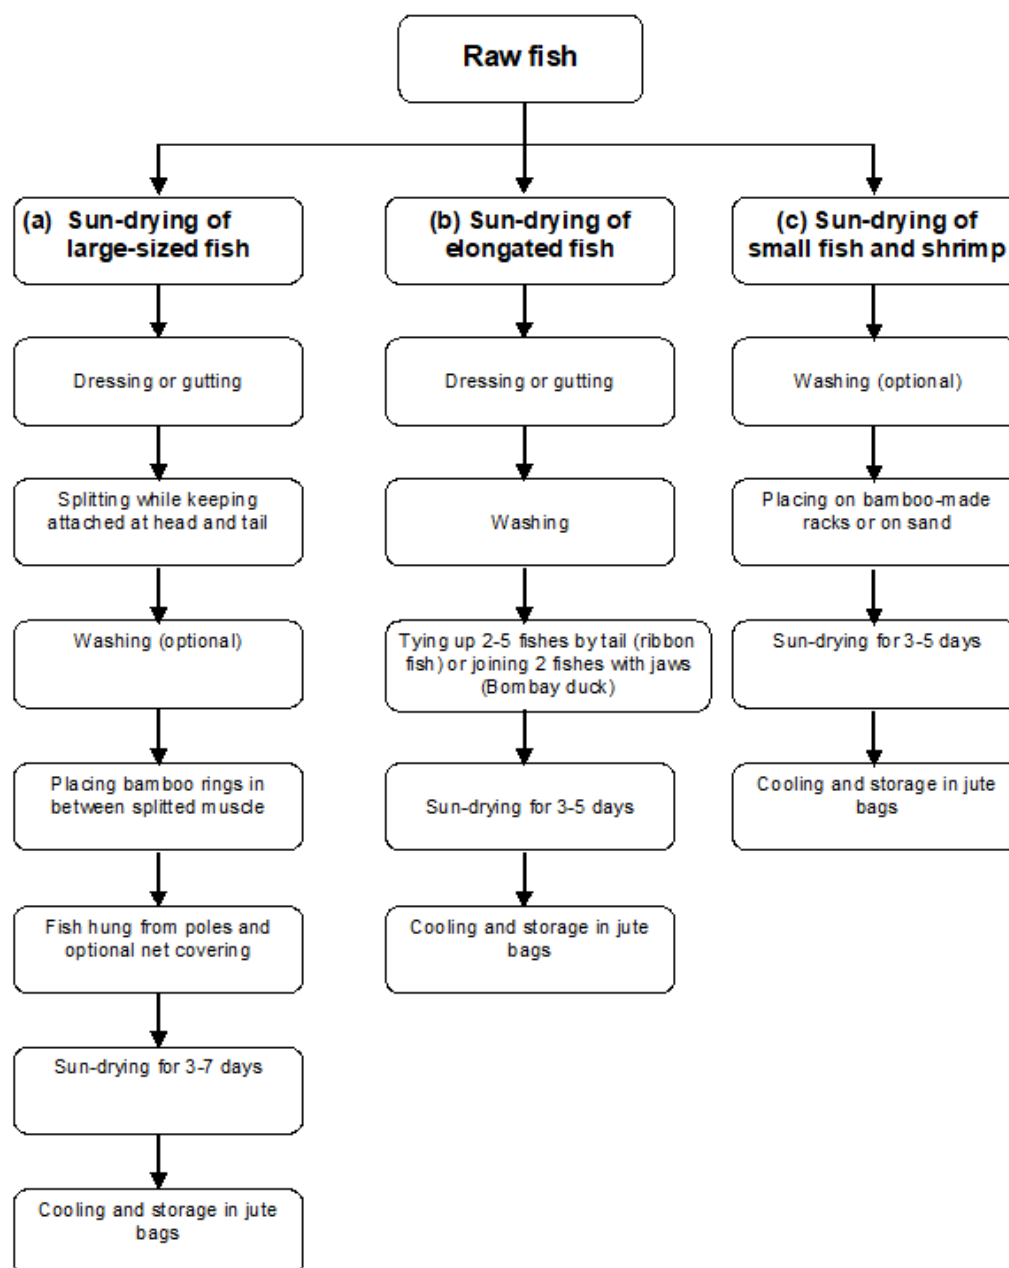 Raw fish
(a) Sun-drying of
large-sized fish
Dressing or gutting
Splitting while keeping
attached at head and tail
Washing (optional)
Placing bamboo rings in
between splitted muscle
Fish hung from poles and
optional net covering
Sun-drying for 3-7 days
Cooling and storage in jute
bags
(b) Sun-drying of
elongated fish
Dressing or gutting
Washing
Tying up 2-5 fishes by tail (ribbon
fish) or joining 2 fishes with jaws
(Bombay duck)
Sun-drying for 3-5 days
Cooling and storage in jute
bags
(c) Sun-drying of
small fish and shrimp
Washing (optional)
Placing on bamboo-made
racks or on sand
Sun-drying for 3-5 days
Cooling and storage in jute
bags